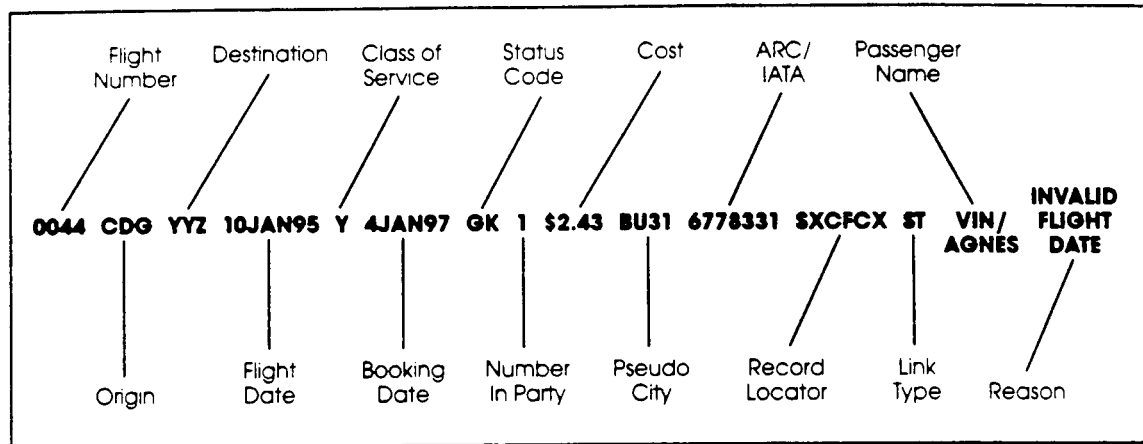 Flight Number
Destination
Class of Service
Status Code
Cost
ARC/ IATA
Passenger Name
0044 CDG YYZ 10JAN95 Y 4JAN97 GK 1 $2.43 BU31 6778331 SXCFCX ST VIN/ AGNES INVALID FLIGHT DATE
Origin
Flight Date
Booking Date
Number In Party
Pseudo City
Record Locator
Link Type
Reason